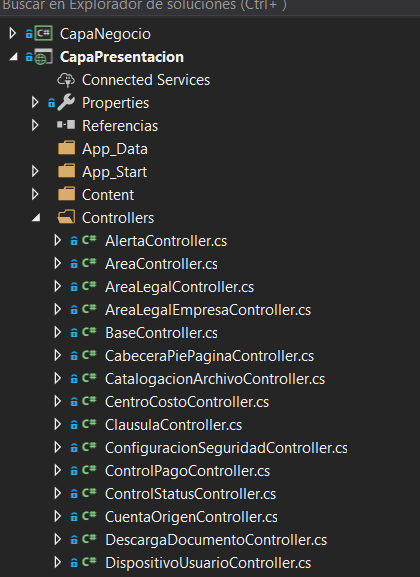 Buscar en Explorador de soluciones (Ctrl+ )
C# CapaNegocio
CapaPresentacion
Connected Services
Properties
Referencias
App_Data
App_Start
Content
Controllers
C# AlertaController.cs
C# AreaController.cs
C# AreaLegalController.cs
C# AreaLegalEmpresaController.cs
C# BaseController.cs
C# CabeceraPiePaginaController.cs
C# CatalogacionArchivoController.cs
C# CentroCostoController.cs
C# ClausulaController.cs
C# ConfiguracionSeguridadController.cs
C# ControlPagoController.cs
C# ControlStatusController.cs
C# CuentaOrigenController.cs
C# DescargaDocumentoController.cs
C# DispositivoUsuarioController.cs